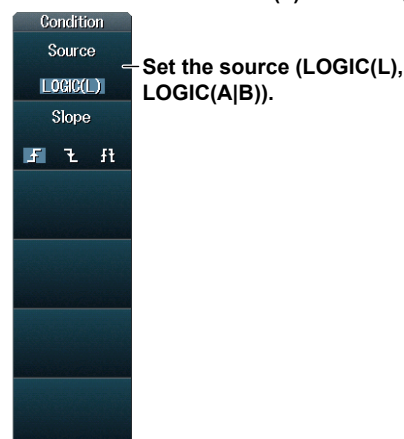 Condition
Source
LOGIC(L)
Slope
Set the source (LOGIC(L),
LOGIC(A|B)).